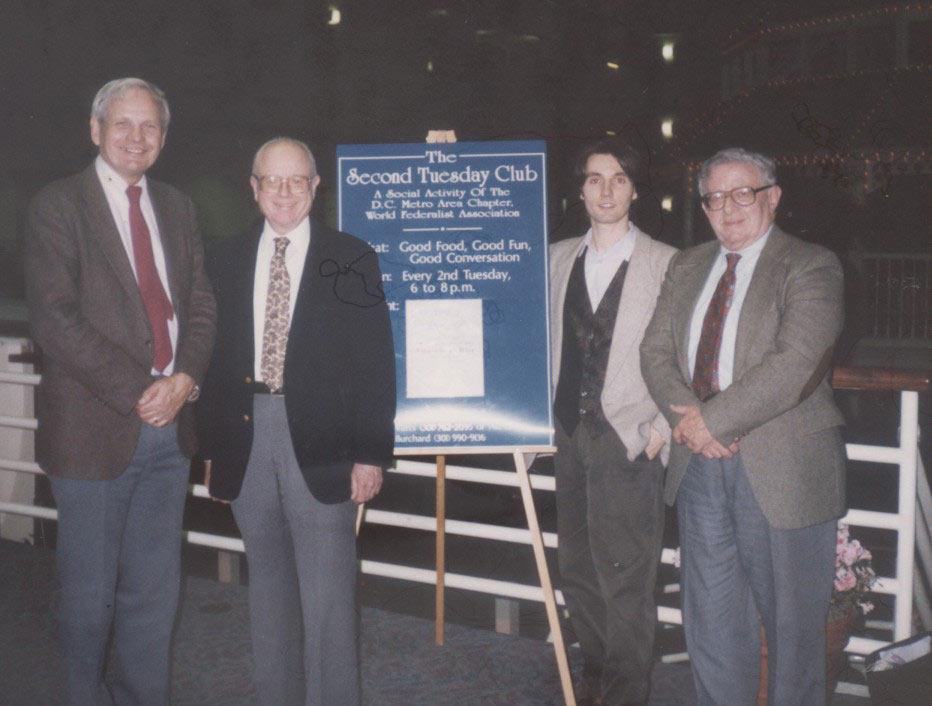 The
Second Tuesday Club
A Social Activity Of The
D.C. Metro Area Chapter,
World Federalist Association
Good Food, Good Fun,
Good Conversation
Every 2nd Tuesday,
6 to 8 p.m.
Burchard (301) 990-9136